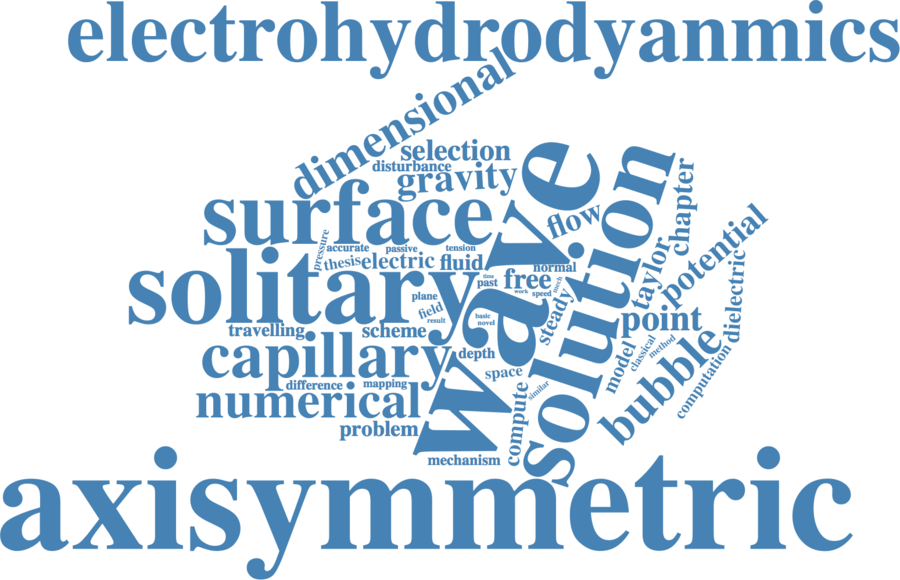 electrohydrodyanmics
dimensional
selection
disturbance
gravity
surface
wave
solution
flow
chapter
taylor
potential
dielectric
pressure
accurate
passive
tension
thesis
electric
fluid
normal
solitary
time
past
free
work
speed
mech
plane
field
result
basic
novel
steady
point
travelling
scheme
capillary
depth
space
model
classical
method
bubble
computation
difference
mapping
numerical
compute
similar
problem
mechanism
axisymmetric